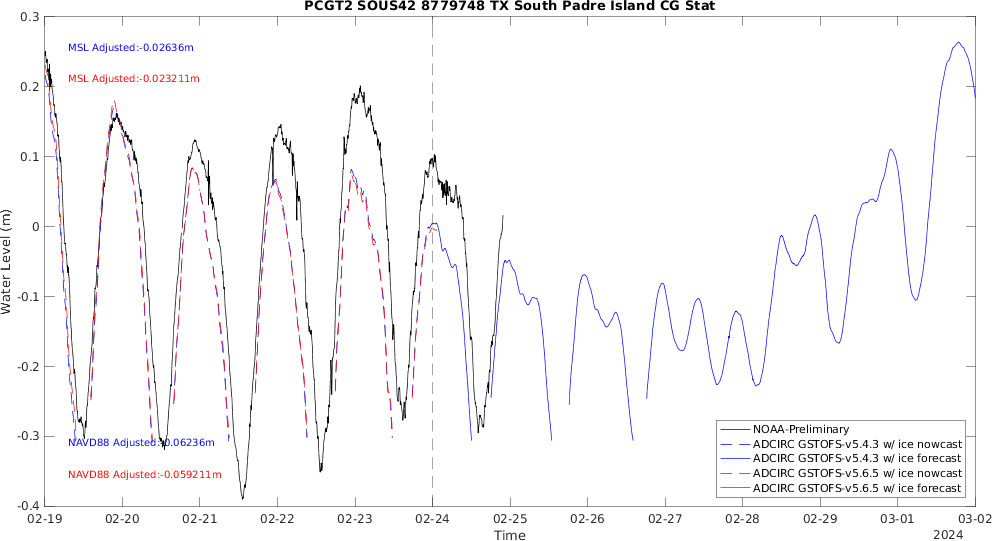 PCGT2 SOUS42 8779748 TX South Padre Island CG Stat
MSL Adjusted:-0.02636m
MSL Adjusted:-0.023211m
NAVD88 Adjusted:-0.06236m
NAVD88 Adjusted:-0.059211m
Water Level (m)
0.3
0.2
0.1
0
-0.1
-0.2
-0.3
-0.4
NOAA-Preliminary
ADCIRC GSTOFS-v5.4.3 w/ ice nowcast
ADCIRC GSTOFS-v5.4.3 w/ ice forecast
ADCIRC GSTOFS-v5.6.5 w/ ice nowcast
ADCIRC GSTOFS-v5.6.5 w/ ice forecast
02-19 02-20 02-21 02-22 02-23 02-24 02-25 02-26 02-27 02-28 02-29 03-01 03-02
Time
2024